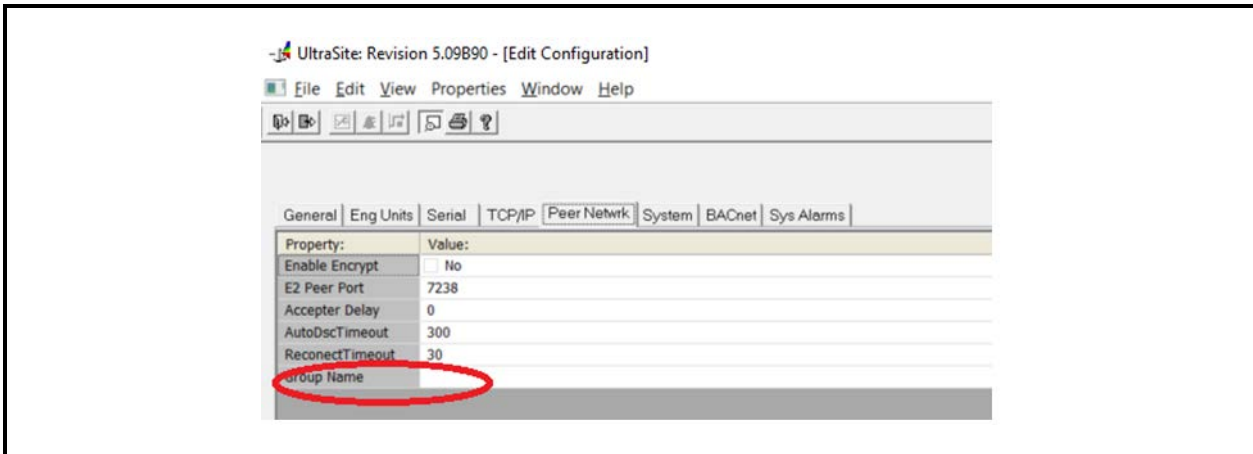 UltraSite: Revision 5.09B90 - [Edit Configuration]
File Edit View Properties Window Help
General Eng Units Serial TCP/IP Peer Netwrk System BACnet Sys Alarms
Property: Value:
Enable Encrypt No
E2 Peer Port 7238
Accepter Delay 0
AutoDscTimeout 300
ReconectTimeout 30
Group Name